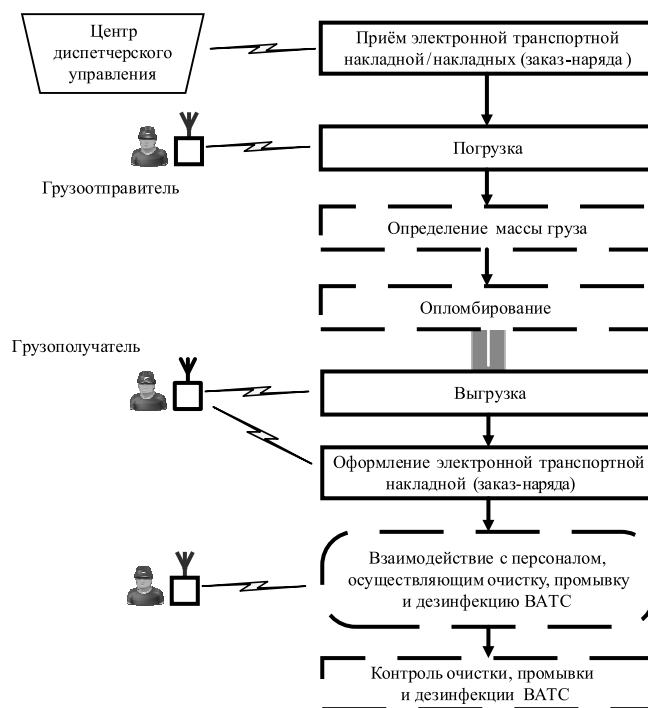 Центр
диспетчерского
управления
Приём электронной транспортной
накладной/накладных (заказ-наряда)
Погрузка
Грузоотправитель
Определение массы груза
Опломбирование
Грузополучатель
Выгрузка
Оформление электронной транспортной
накладной (заказ-наряда)
Взаимодействие с персоналом,
осуществляющим очистку, промывку
и дезинфекцию ВАТС
Контроль очистки, промывки
и дезинфекции ВАТС